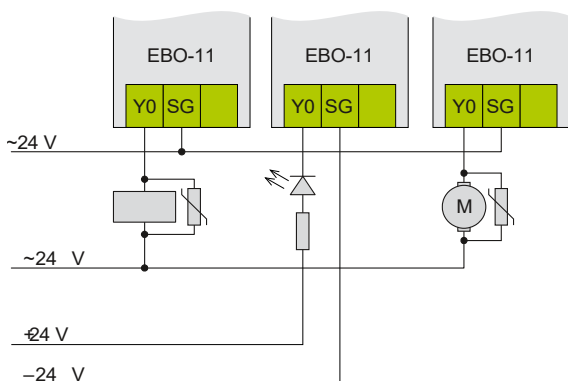 EBO-11 EBO-11 EBO-11
Y0 SG Y0 SG Y0 SG
~24 V
M
~24 V
+24 V
−24 V